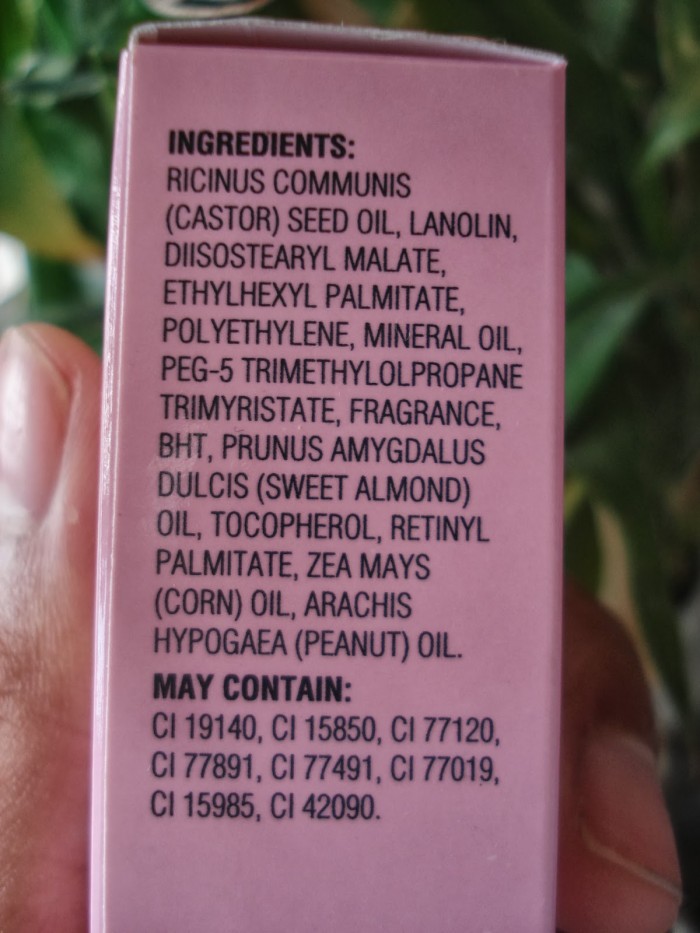 INGREDIENTS:
RICINUS COMMUNIS
(CASTOR) SEED OIL, LANOLIN,
DIISOSTEARYL MALATE,
ETHYLHEXYL PALMITATE,
POLYETHYLENE, MINERAL OIL,
PEG-5 TRIMETHYLOLPROPANE
TRIMYRISTATE, FRAGRANCE,
BHT, PRUNUS AMYGDALUS
DULCIS (SWEET ALMOND)
OIL, TOCOPHEROL, RETINYL
PALMITATE, ZEA MAYS
(CORN) OIL, ARACHIS
HYPOGAEA (PEANUT) OIL.
MAY CONTAIN:
CI 19140, CI 15850, CI 77120,
CI 77891, CI 77491, CI 77019,
CI 15985, CI 42090.